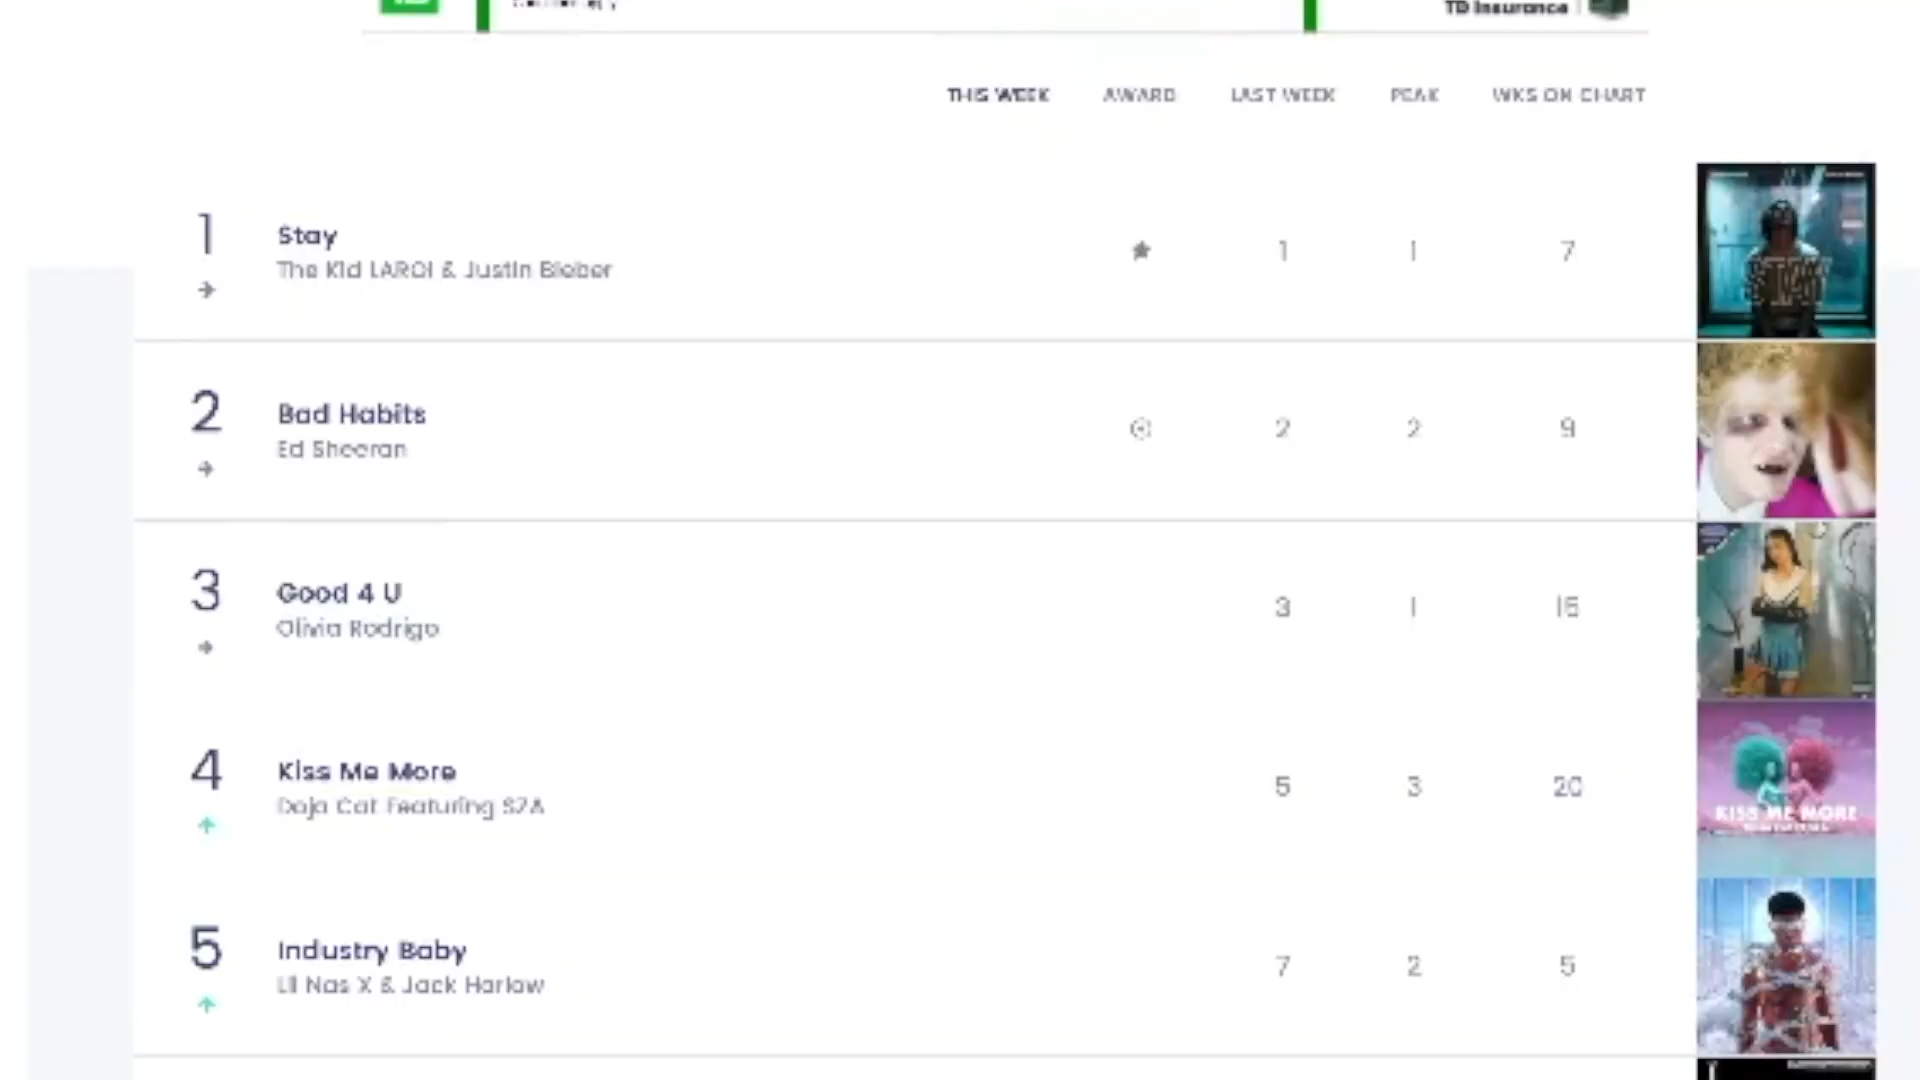 TD Insurance
THIS WEEK AWARD LAST WEEK PEAK WKS ON CHART
1 Stay 1 1 7
The Kid LAROI & Justin Bieber
2 Bad Habits 2 2 9
Ed Sheeran
3 Good 4 U 3 1 15
Olivia Rodrigo
4 Kiss Me More 5 3 20
Doja Cat Featuring SZA
KISS ME MORE
5 Industry Baby 7 2 5
Lil Nas X & Jack Harlow